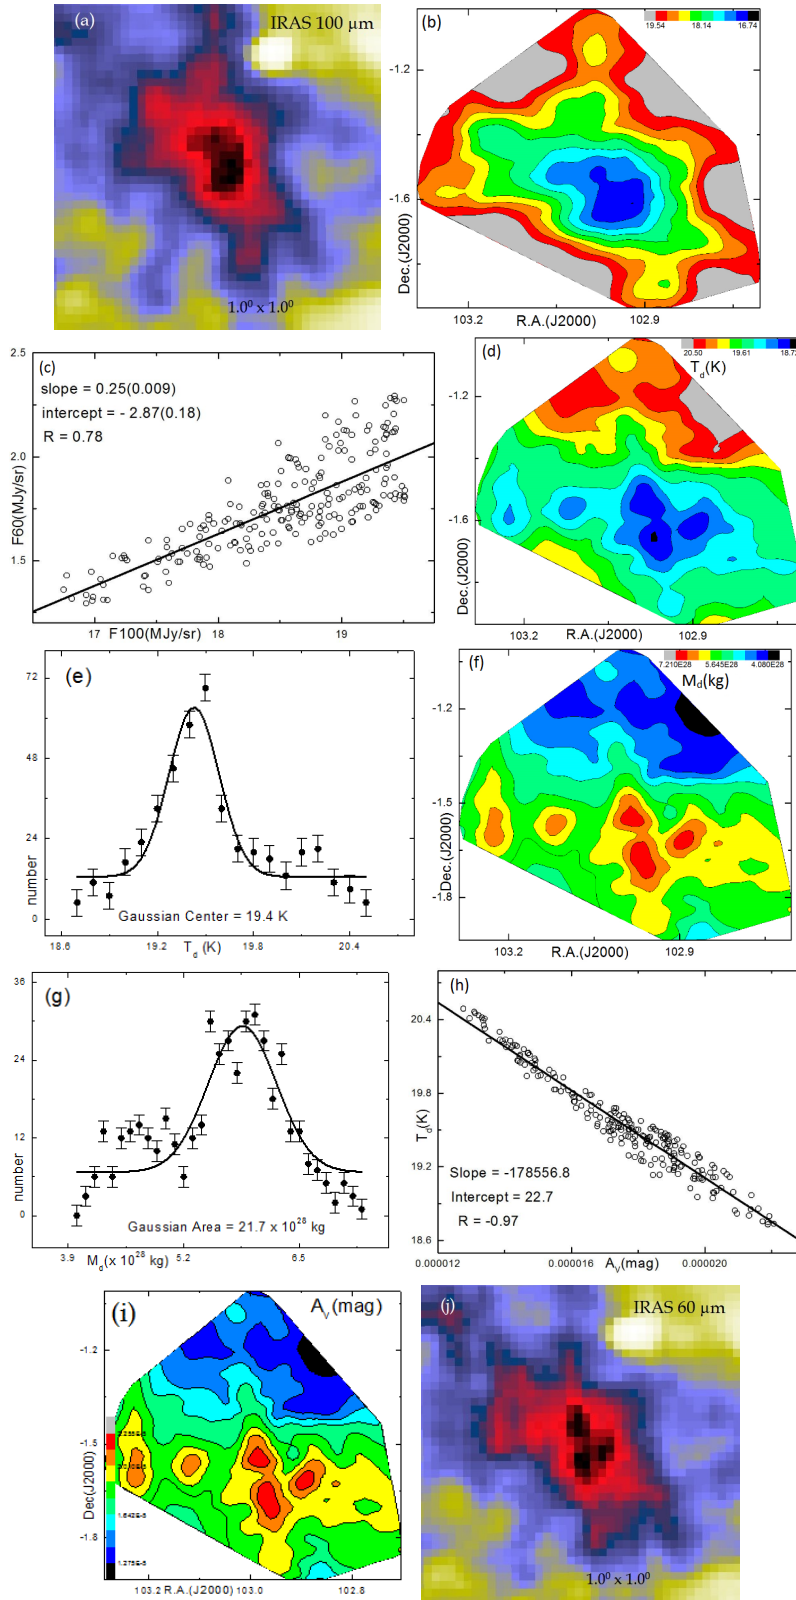 (a)
IRAS 100 µm
1.0⁰ x 1.0⁰
(b)
19.54 18.14 16.74
-1.2
-1.6
Dec.(J2000)
103.2 R.A.(J2000) 102.9
(c)
slope = 0.25(0.009)
intercept = - 2.87(0.18)
R = 0.78
2.5
2.0
1.5
F60(MJy/sr)
17 18 19
F100(MJy/sr)
(d)
20.50 19.61 18.72
T_d(K)
-1.2
-1.6
Dec.(J2000)
103.2 R.A.(J2000) 102.9
(e)
72
48
24
0
number
Gaussian Center = 19.4 K
18.6 19.2 19.8 20.4
T_d (K)
(f)
7.210E28 5.645E28 4.080E28
M_d(kg)
-1.2
-1.5
-1.8
Dec.(J2000)
103.2 R.A.(J2000) 102.9
(g)
36
24
12
0
number
Gaussian Area = 21.7 x 10²⁸ kg
3.9 5.2 6.5
M_d(x 10²⁸ kg)
(h)
20.4
19.8
19.2
18.6
T_d(K)
Slope = -178556.8
Intercept = 22.7
R = -0.97
0.000012 0.000016 0.000020
A_V(mag)
(i)
A_V(mag)
-1.2
-1.5
-1.8
Dec(J2000)
103.2 R.A.(J2000) 103.0 102.8
(j)
IRAS 60 µm
1.0⁰ x 1.0⁰